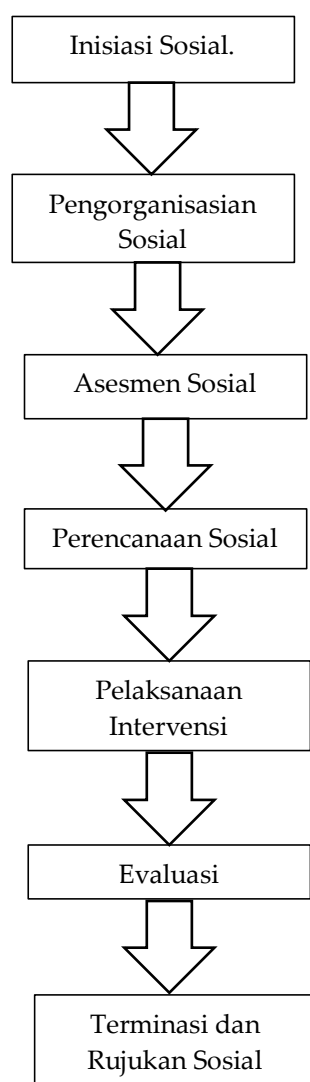 Inisiasi Sosial.
Pengorganisasian
Sosial
Asesmen Sosial
Perencanaan Sosial
Pelaksanaan
Intervensi
Evaluasi
Terminasi dan
Rujukan Sosial